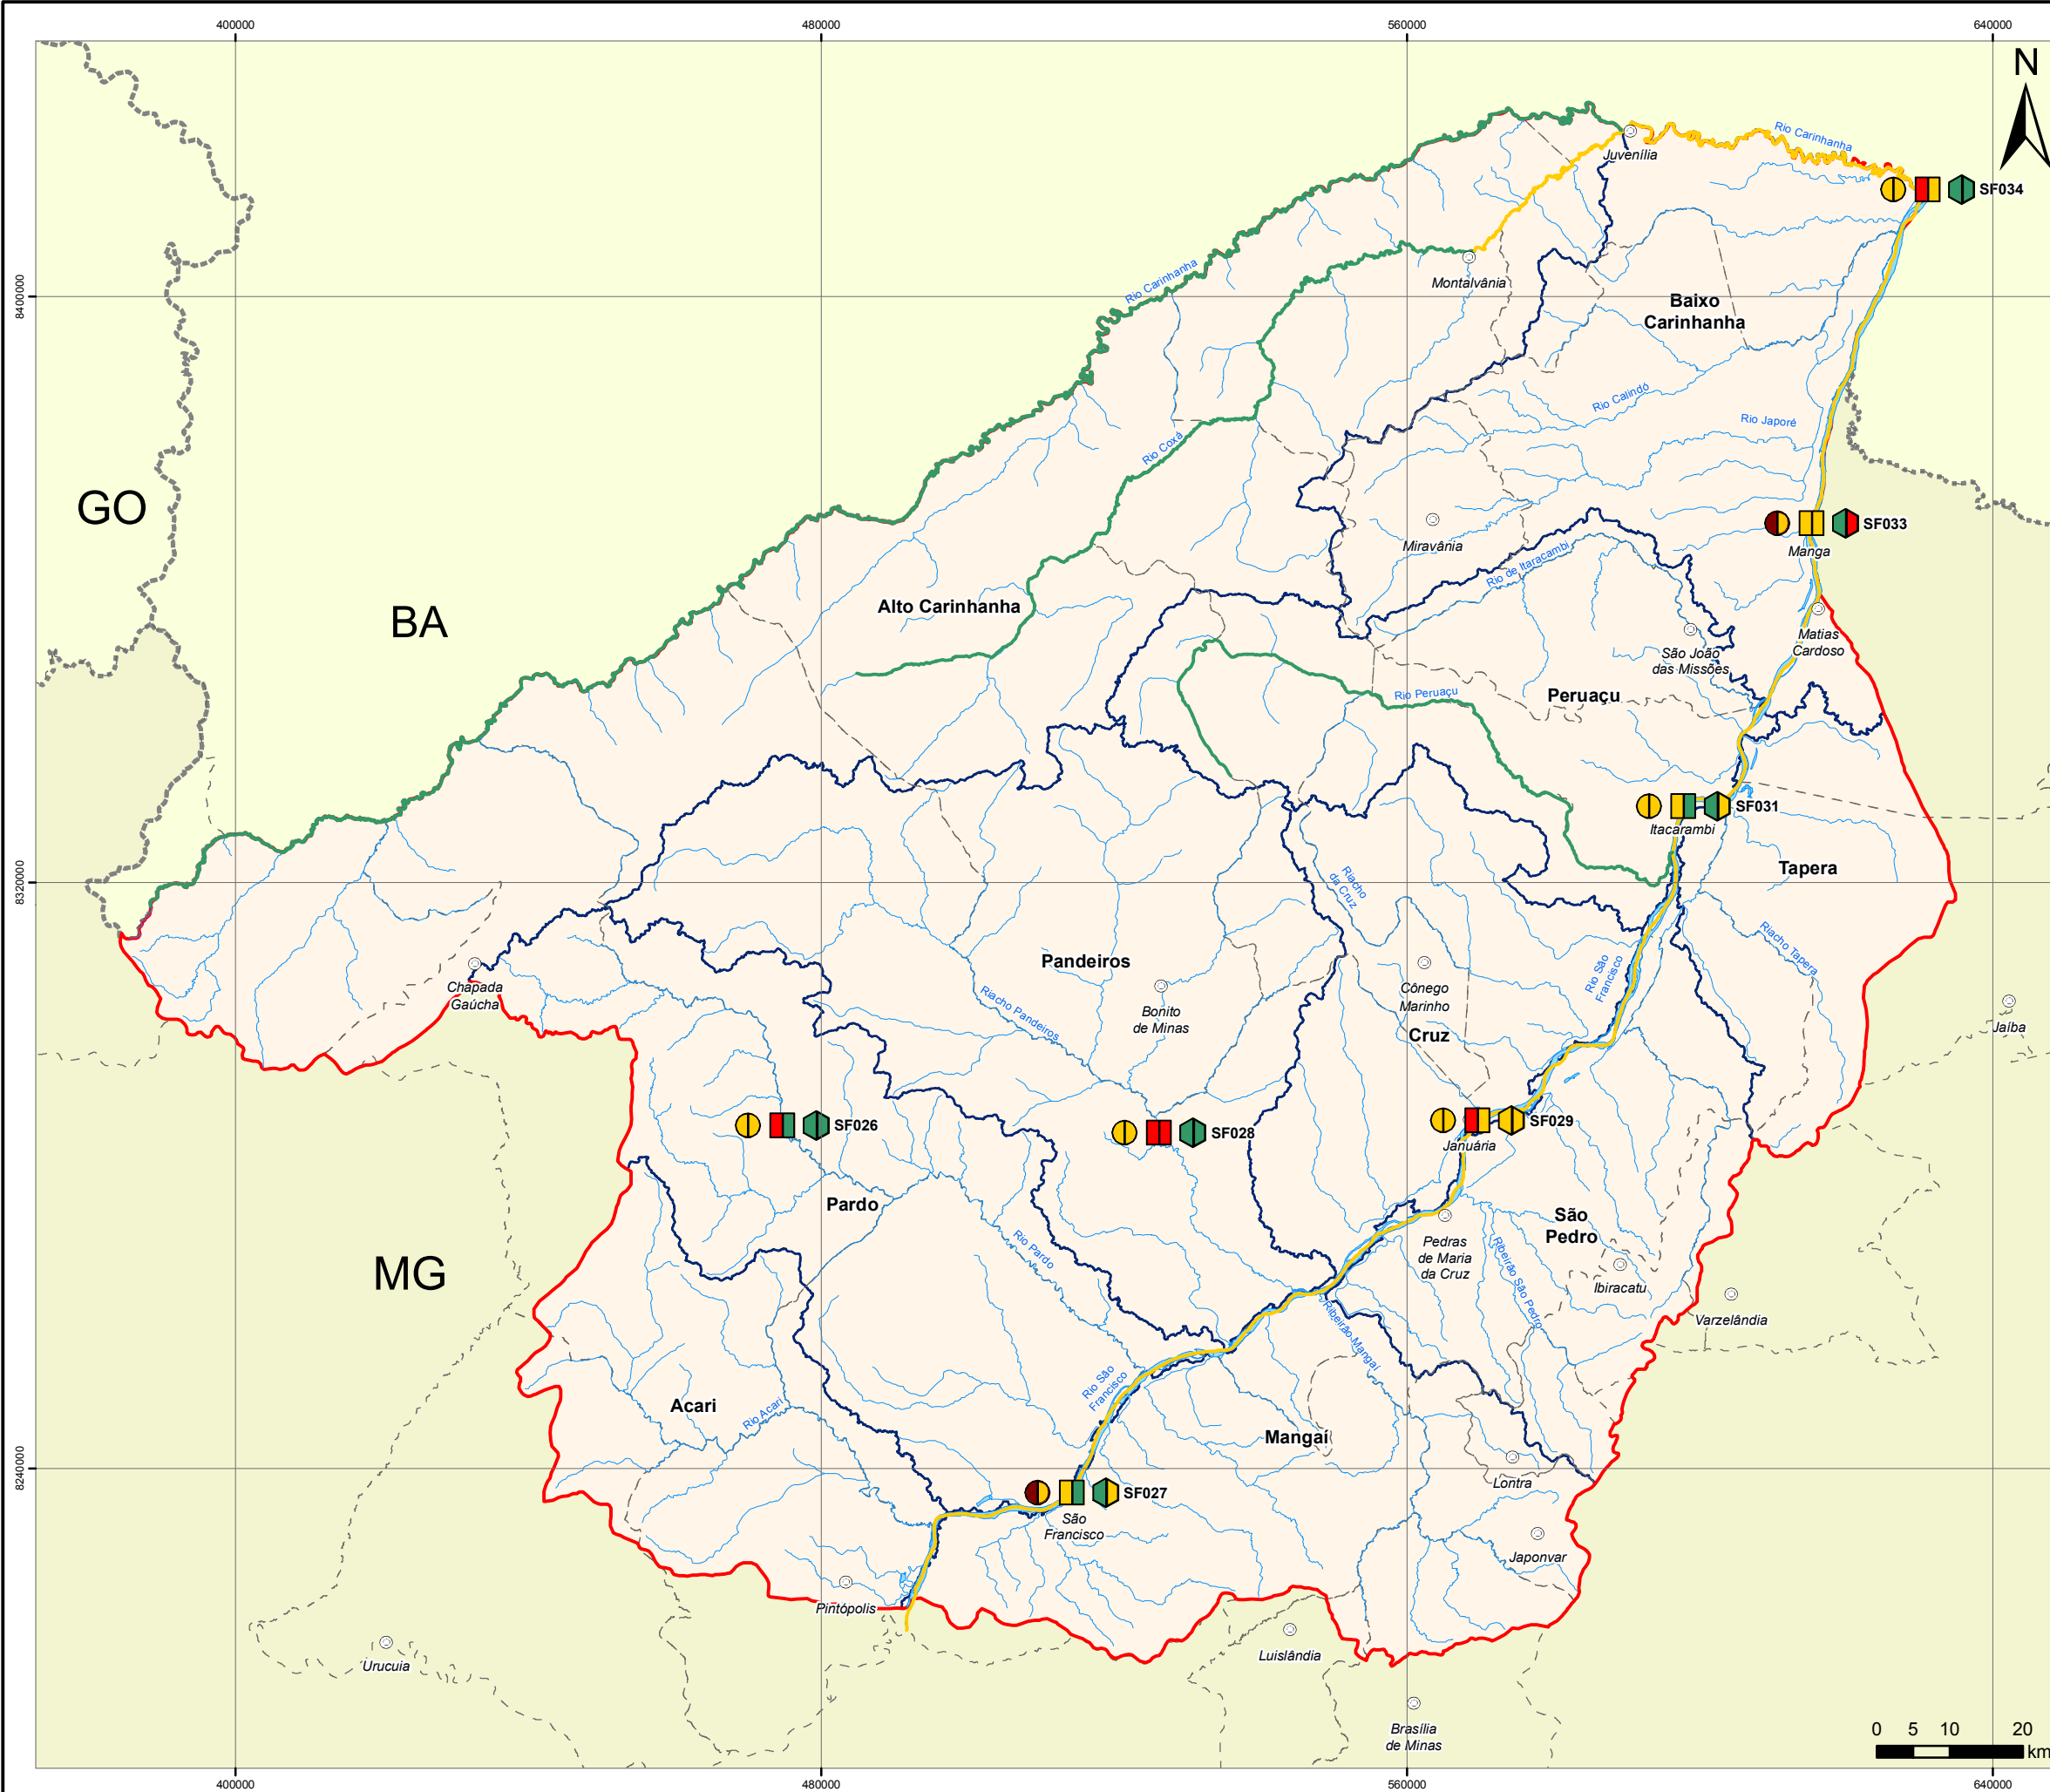 400000
480000
560000
640000
N
Rio Carinhanha
Juvenília
SF034
Rio Carinhanha
Montalvânia
8400000
Baixo
Carinhanha
Rio Calindó
Rio Japoré
Rio Coxá
GO
SF033
Miravânia
Manga
Rio de Itaracambi
BA
Alto Carinhanha
Matias
Cardoso
São João
das Missões
Rio Peruaçu
Peruaçu
SF031
Itacarambi
Tapera
8320000
Riacho
da Cruz
Riacho Tapera
Pandeiros
Rio São
Francisco
Chapada
Gaúcha
Cônego
Marinho
Riacho Pandeiros
Bonito
de Minas
Jaíba
Cruz
SF026
SF028
SF029
Januária
Pardo
São
Pedro
Rio Pardo
Pedras
de Maria
da Cruz
Ribeirão São Pedro
MG
Ibiracatu
Varzelândia
Ribeirão Mangaí
Rio São
Francisco
Acari
Rio Acari
Mangaí
8240000
Lontra
SF027
São
Francisco
Japonvar
Pintópolis
Urucuia
Luislândia
Brasília
de Minas
0 5 10 20
km
400000
480000
560000
640000